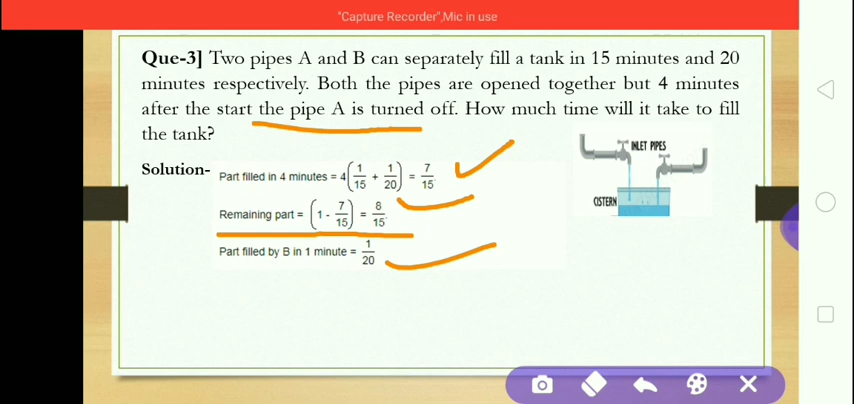 "Capture Recorder",Mic in use
Que-3] Two pipes A and B can separately fill a tank in 15 minutes and 20
minutes respectively. Both the pipes are opened together but 4 minutes
after the start the pipe A is turned off. How much time will it take to fill
the tank?
INLET PIPES
CISTERN
Solution-
Part filled in 4 minutes = 4(1/15 + 1/20) = 7/15.
Remaining part = (1 - 7/15) = 8/15.
Part filled by B in 1 minute = 1/20